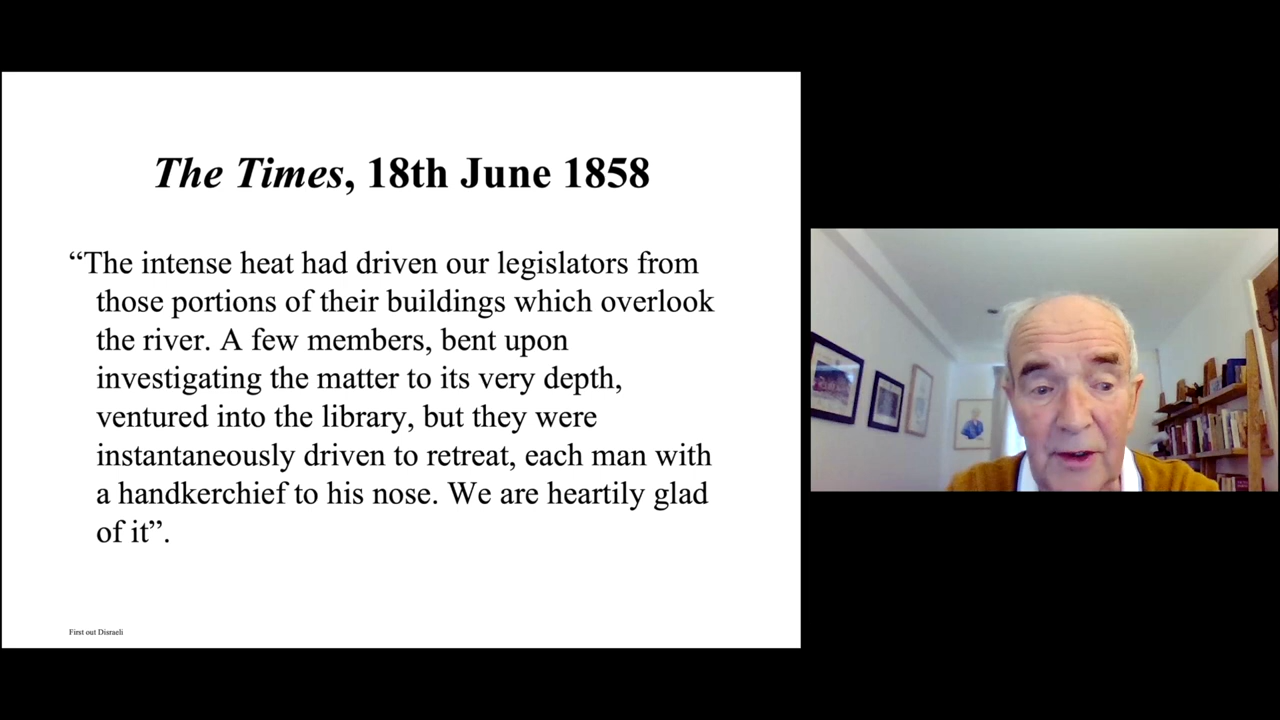 The Times, 18th June 1858
“The intense heat had driven our legislators from
those portions of their buildings which overlook
the river. A few members, bent upon
investigating the matter to its very depth,
ventured into the library, but they were
instantaneously driven to retreat, each man with
a handkerchief to his nose. We are heartily glad
of it”.
First out Disraeli